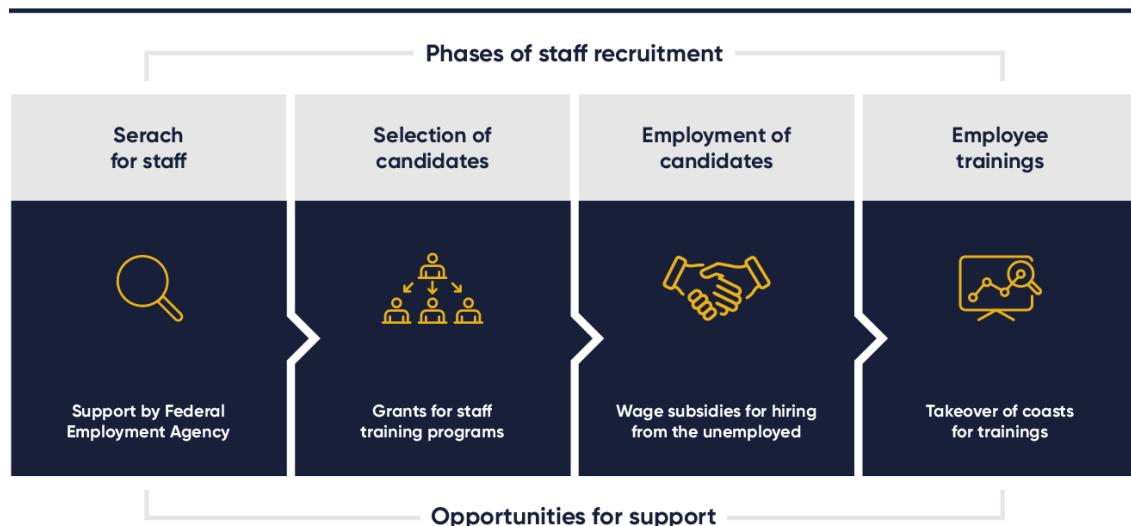 Phases of staff recruitment
Serach
for staff
Selection of
candidates
Employment of
candidates
Employee
trainings
Support by Federal
Employment Agency
Grants for staff
training programs
Wage subsidies for hiring
from the unemployed
Takeover of coasts
for trainings
Opportunities for support